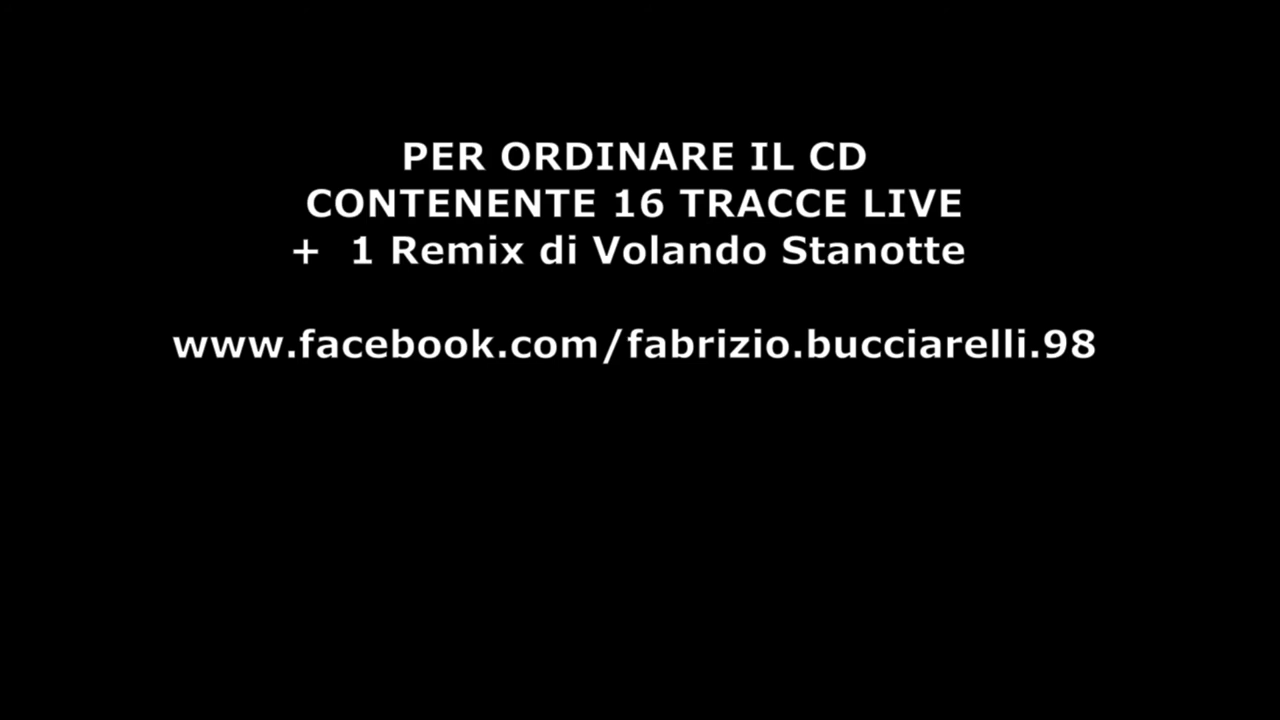 PER ORDINARE IL CD
CONTENENTE 16 TRACCE LIVE
+ 1 Remix di Volando Stanotte
www.facebook.com/fabrizio.bucciarelli.98